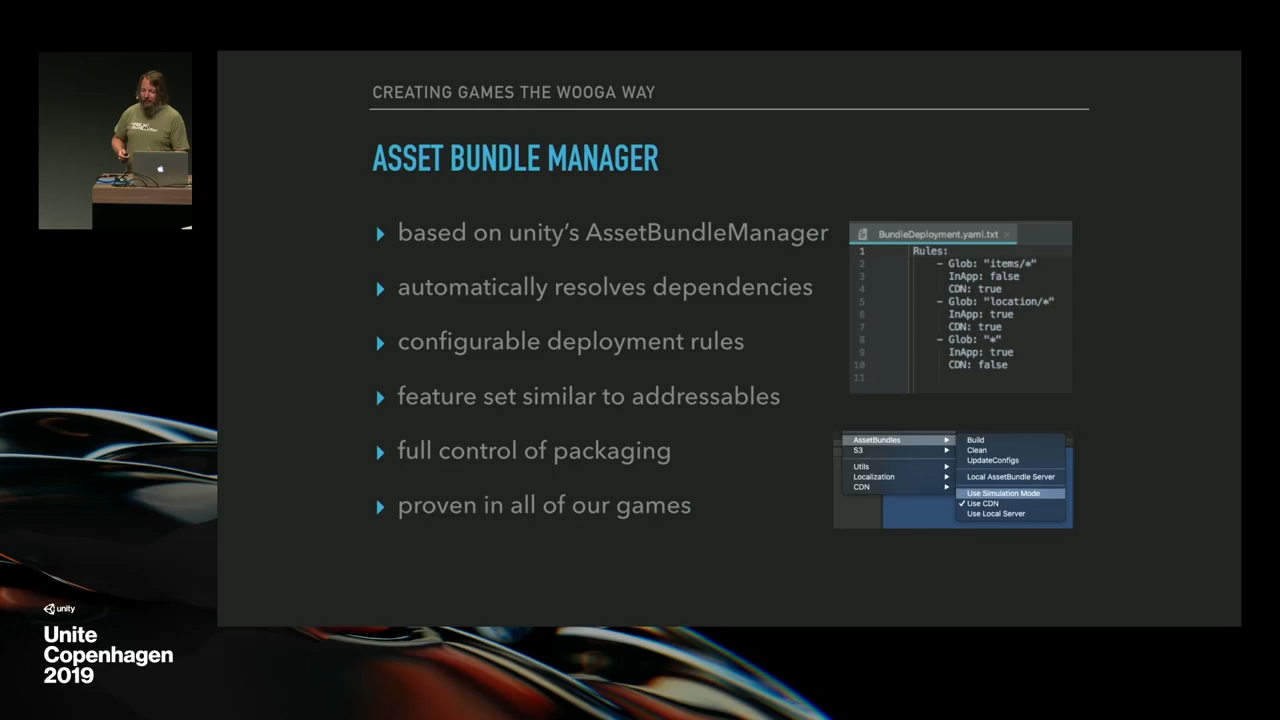 CREATING GAMES THE WOOGA WAY
ASSET BUNDLE MANAGER
based on unity's AssetBundleManager
automatically resolves dependencies
configurable deployment rules
feature set similar to addressables
full control of packaging
proven in all of our games
BundleDeployment.yaml.txt ×
1 Rules:
2 - Glob: "items/*"
3 InApp: false
4 CDN: true
5 - Glob: "location/*"
6 InApp: true
7 CDN: true
8 - Glob: "*"
9 InApp: true
10 CDN: false
11
AssetBundles
S3
Utils
Localization
CDN
Build
Clean
UpdateConfigs
Local AssetBundle Server
Use Simulation Mode
✓ Use CDN
Use Local Server
unity
Unite
Copenhagen
2019